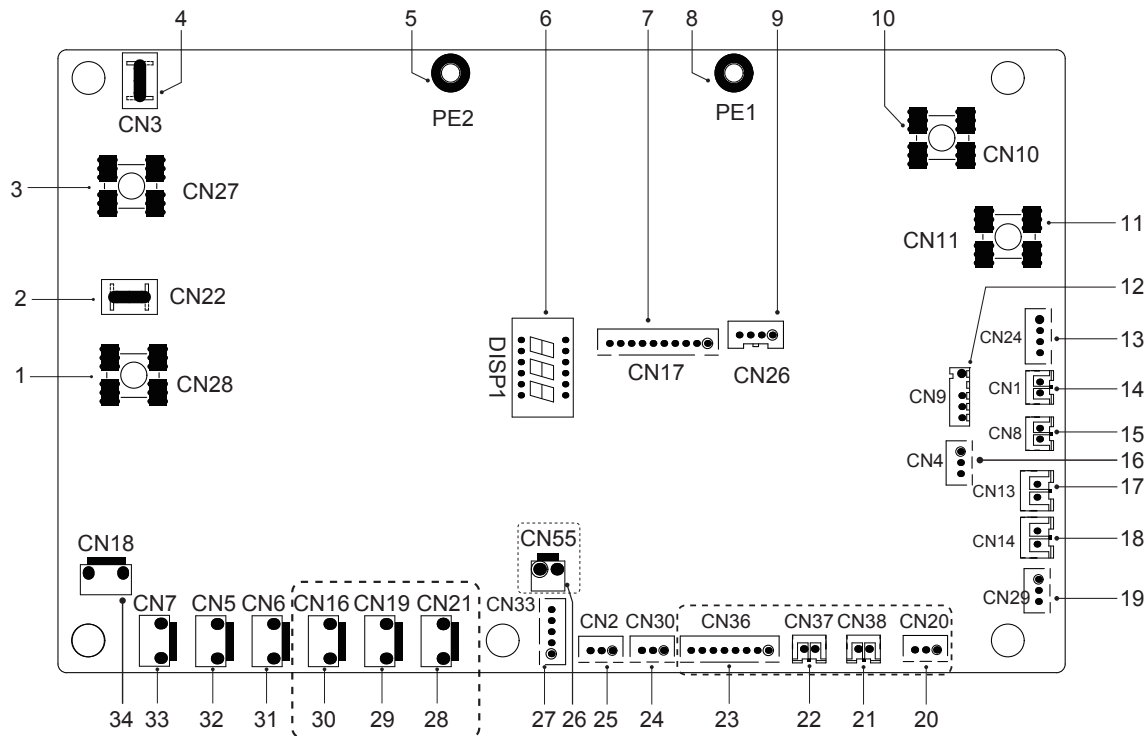 4 5 6 7 8 9 10
CN3
PE2
PE1
CN10
3
CN27
11
CN11
12
2
CN22
CN24
13
DISP1
CN17
CN26
1
CN28
CN9
CN1
14
CN8
15
CN4
16
CN13
17
CN18
CN55
CN14
18
CN7 CN5 CN6 CN16 CN19 CN21 CN33 CN2 CN30 CN36 CN37 CN38 CN20
CN29
19
34 33 32 31 30 29 28 27 26 25 24 23 22 21 20